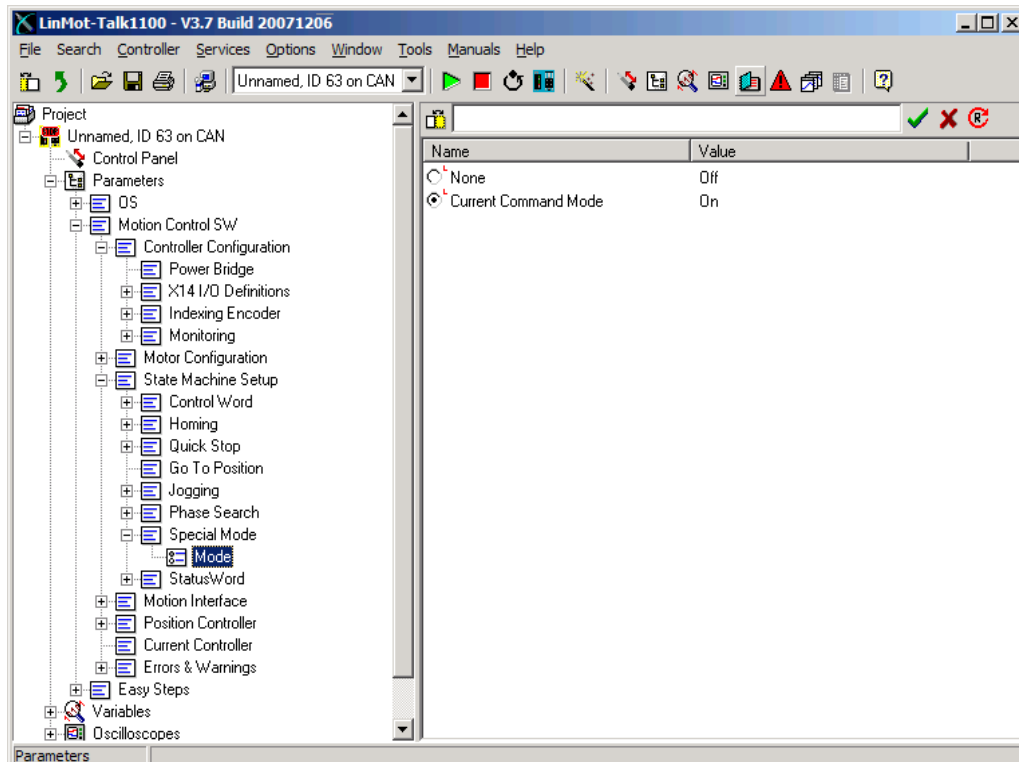 LinMot-Talk1100 - V3.7 Build 20071206
File Search Controller Services Options Window Tools Manuals Help
Unnamed, ID 63 on CAN
Project
Unnamed, ID 63 on CAN
Control Panel
Parameters
OS
Motion Control SW
Controller Configuration
Power Bridge
X14 I/O Definitions
Indexing Encoder
Monitoring
Motor Configuration
State Machine Setup
Control Word
Homing
Quick Stop
Go To Position
Jogging
Phase Search
Special Mode
Mode
StatusWord
Motion Interface
Position Controller
Current Controller
Errors & Warnings
Easy Steps
Variables
Oscilloscopes
Name Value
None Off
Current Command Mode On
Parameters